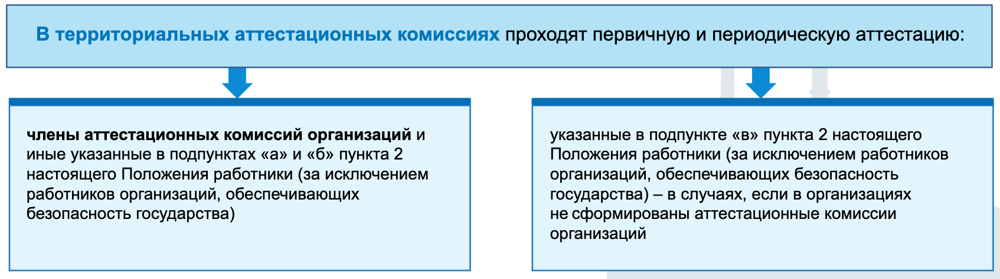 В территориальных аттестационных комиссиях проходят первичную и периодическую аттестацию:
члены аттестационных комиссий организаций и
иные указанные в подпунктах «а» и «б» пункта 2
настоящего Положения работники (за исключением
работников организаций, обеспечивающих
безопасность государства)
указанные в подпункте «в» пункта 2 настоящего
Положения работники (за исключением работников
организаций, обеспечивающих безопасность
государства) – в случаях, если в организациях
не сформированы аттестационные комиссии
организаций